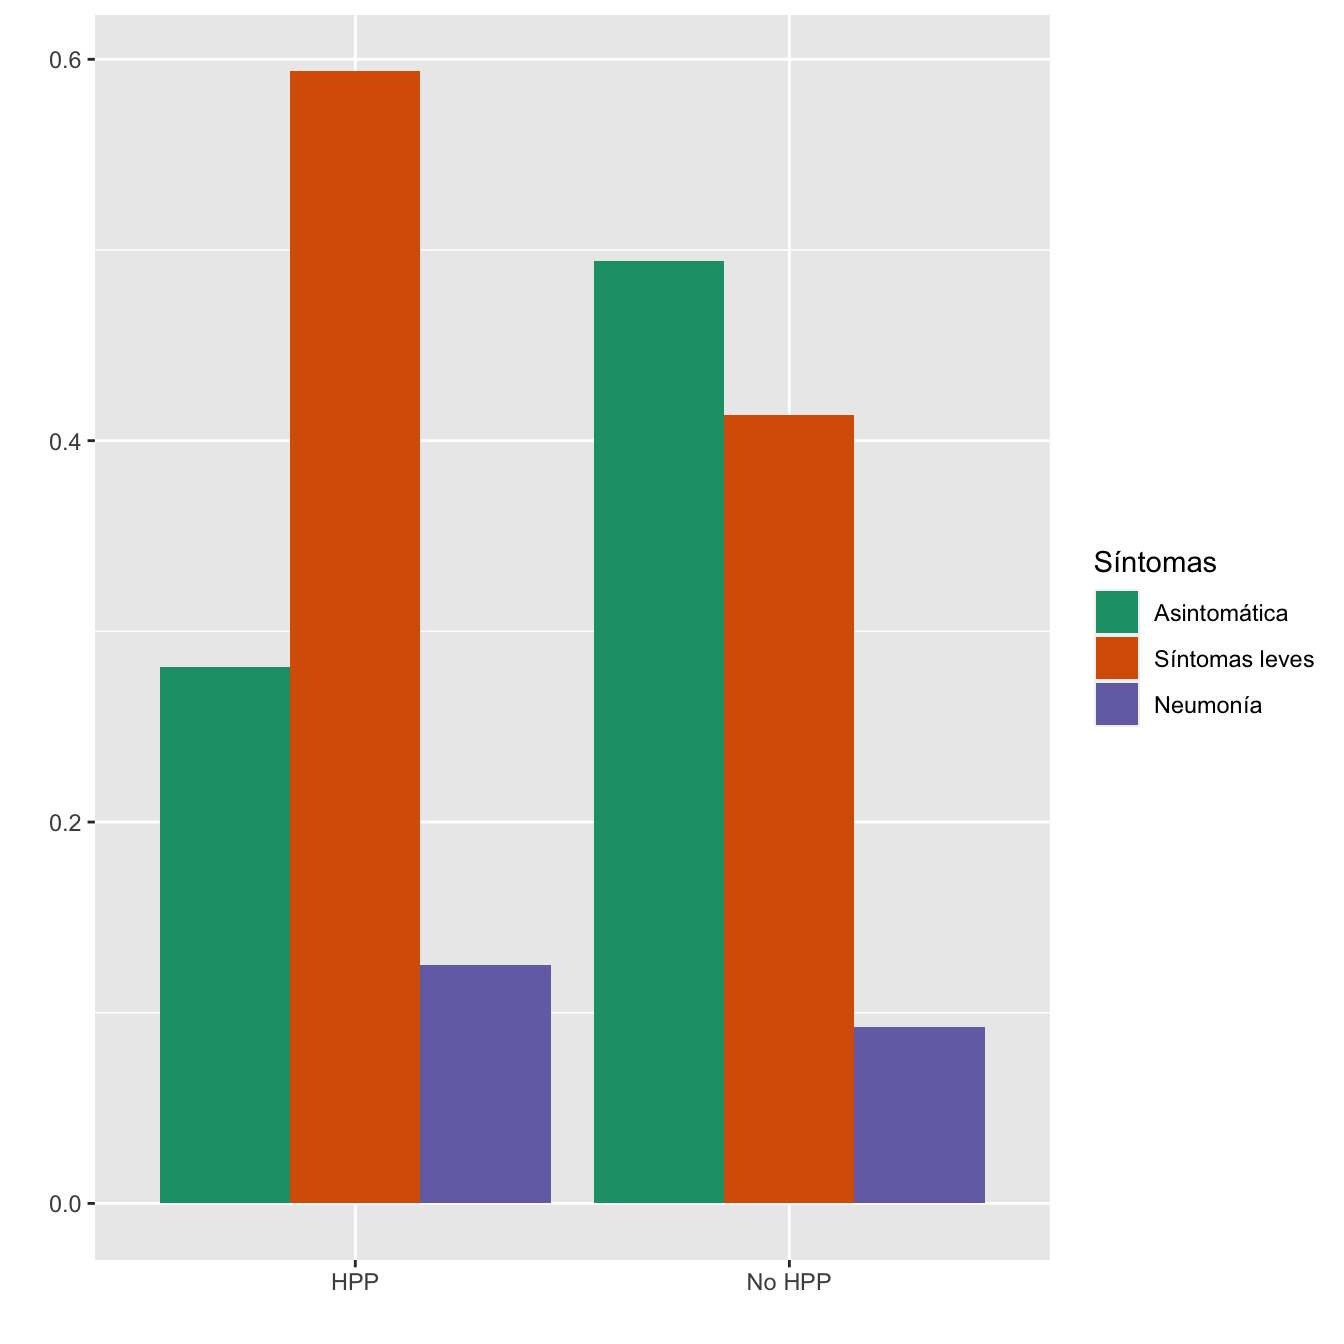 0.6
0.4
0.2
0.0
HPP
No HPP
Síntomas
Asintomática
Síntomas leves
Neumonía